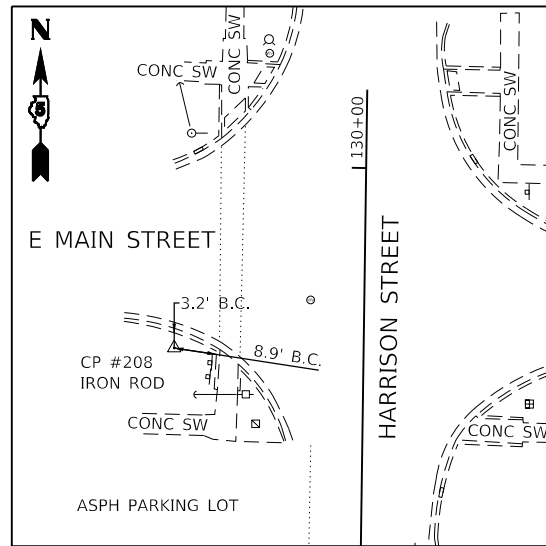 N
5
CONC SW
CONC SW
CONC SW
130+00
E MAIN STREET
HARRISON STREET
3.2' B.C.
8.9' B.C.
CP #208
IRON ROD
CONC SW
CONC SW
ASPH PARKING LOT